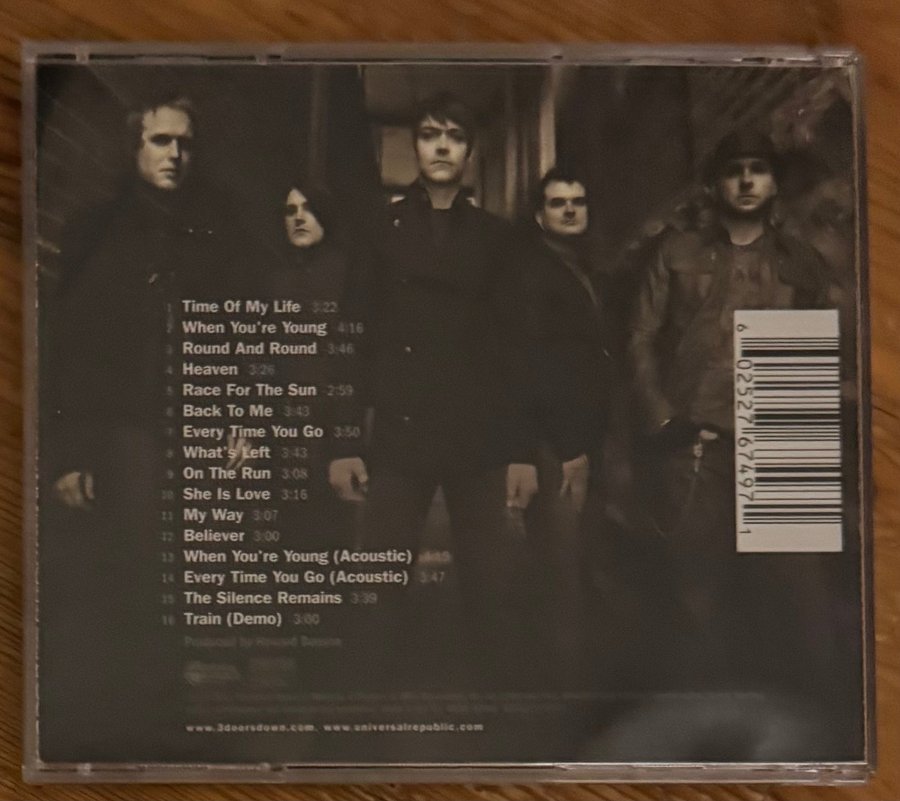 1 Time Of My Life 3:22
2 When You're Young 4:16
3 Round And Round 3:46
4 Heaven 3:26
5 Race For The Sun 2:59
6 Back To Me 3:43
7 Every Time You Go 3:50
8 What's Left 3:43
9 On The Run 3:08
10 She Is Love 3:16
11 My Way 3:07
12 Believer 3:00
13 When You're Young (Acoustic)
14 Every Time You Go (Acoustic) 3:47
15 The Silence Remains 3:39
16 Train (Demo) 3:00
Produced by Howard Benson
www.3doorsdown.com. www.universalrepublic.com
6 02527 67497 1